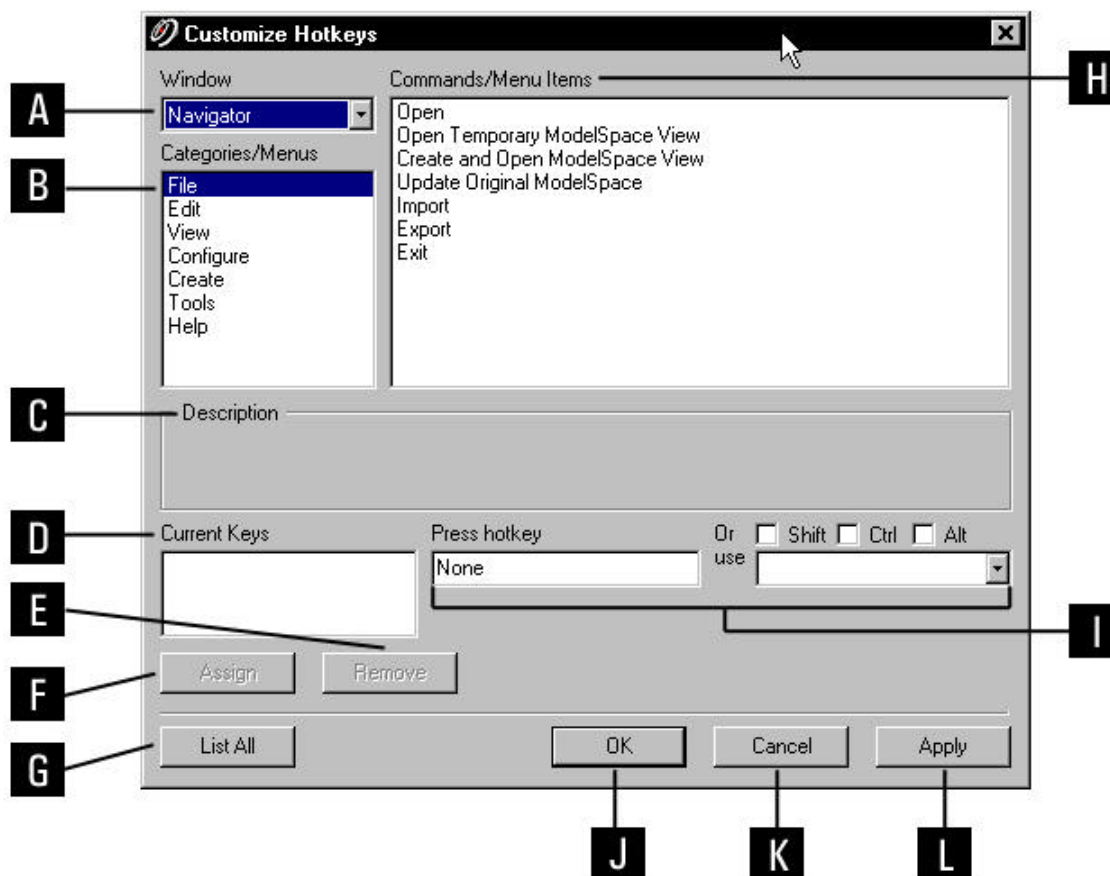 Customize Hotkeys
Window
Commands/Menu Items
H
A
Navigator
Open
Open Temporary ModelSpace View
Create and Open ModelSpace View
Update Original ModelSpace
Import
Export
Exit
Categories/Menus
B
File
Edit
View
Configure
Create
Tools
Help
C
Description
D
Current Keys
Press hotkey
Or use
Shift
Ctrl
Alt
None
E
I
F
Assign
Remove
G
List All
OK
Cancel
Apply
J
K
L